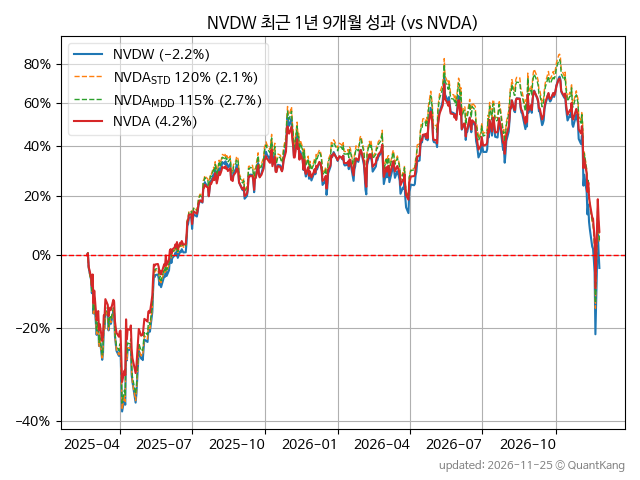 NVDW 최근 1년 9개월 성과 (vs NVDA)
NVDW (−2.2%)
NVDA_STD 120% (2.1%)
NVDA_MDD 115% (2.7%)
NVDA (4.2%)
80%
60%
40%
20%
0%
−20%
−40%
2025−04 2025−07 2025−10 2026−01 2026−04 2026−07 2026−10
updated: 2026−11−25 © QuantKang